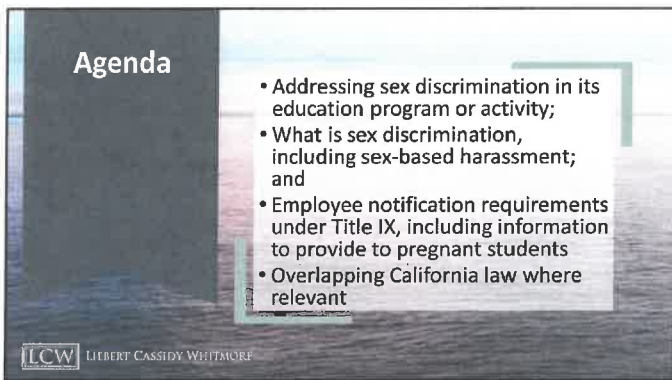 Agenda
• Addressing sex discrimination in its
education program or activity;
• What is sex discrimination,
including sex-based harassment;
and
• Employee notification requirements
under Title IX, including information
to provide to pregnant students
• Overlapping California law where
relevant
LCW LIEBERT CASSIDY WHITMORE